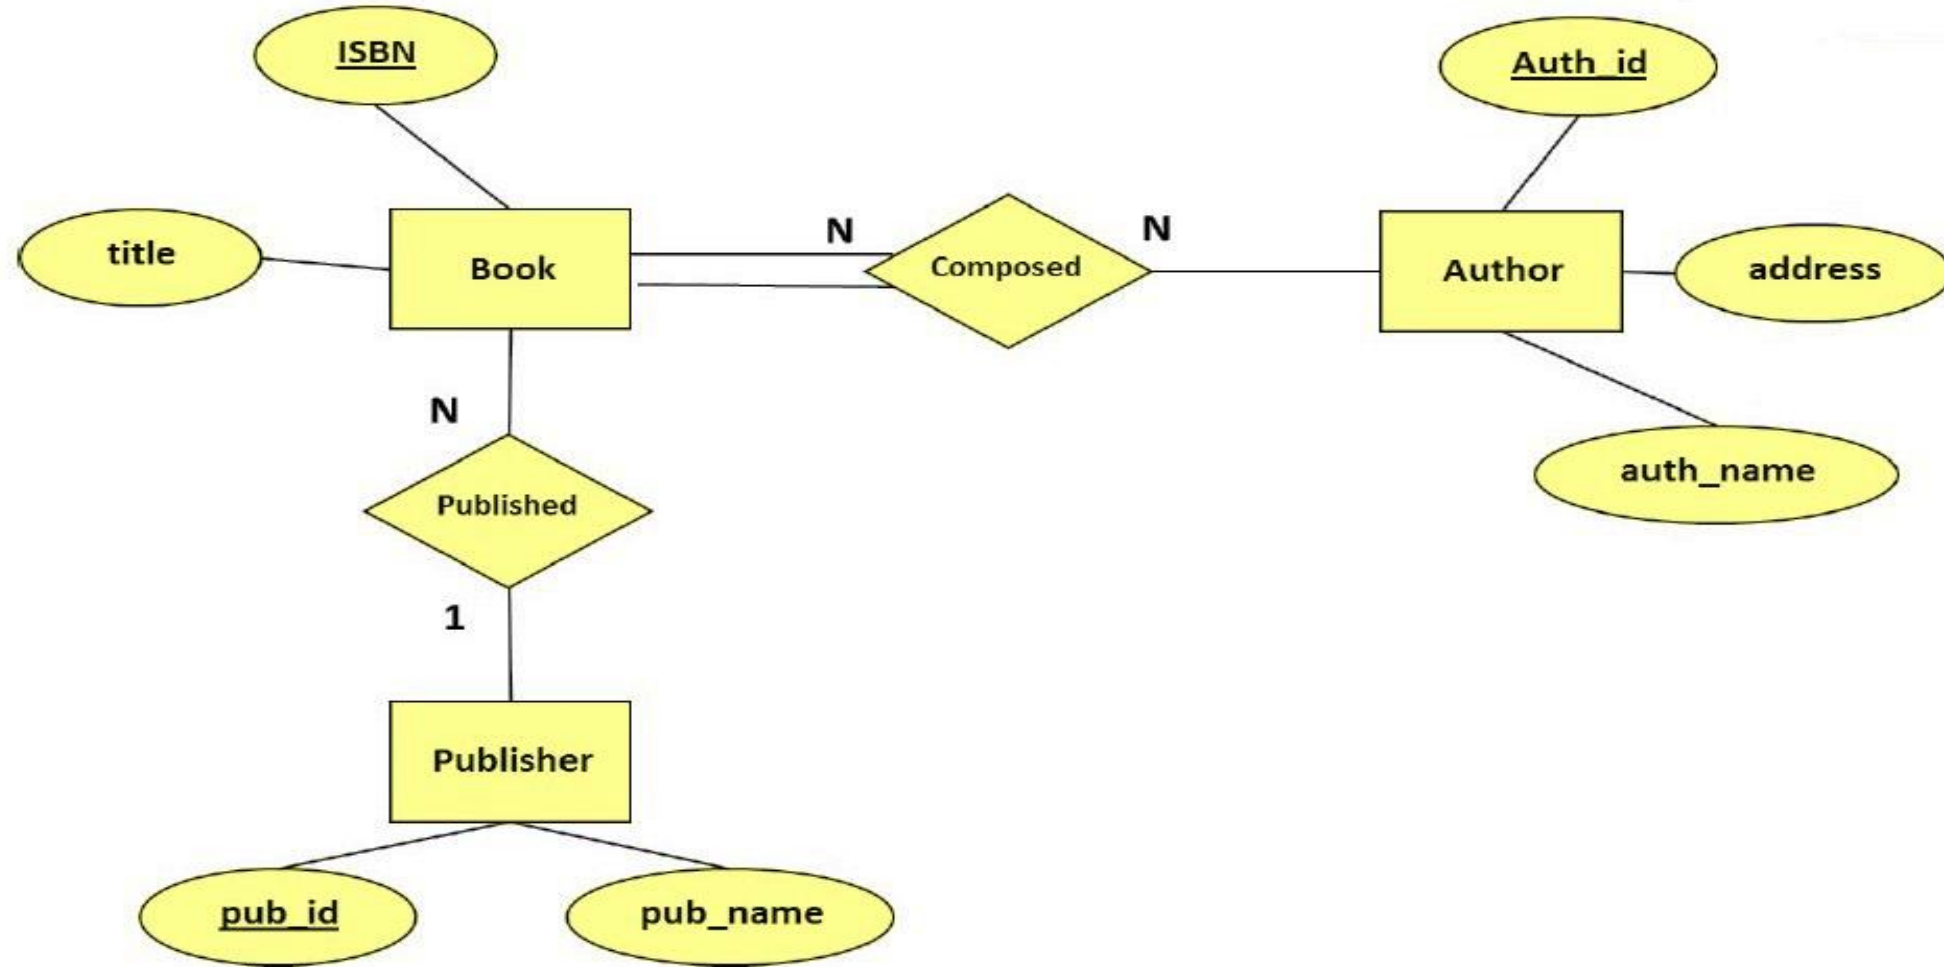 ISBN
Auth_id
title
Book
N
Composed
N
Author
address
N
auth_name
Published
1
Publisher
pub_id
pub_name